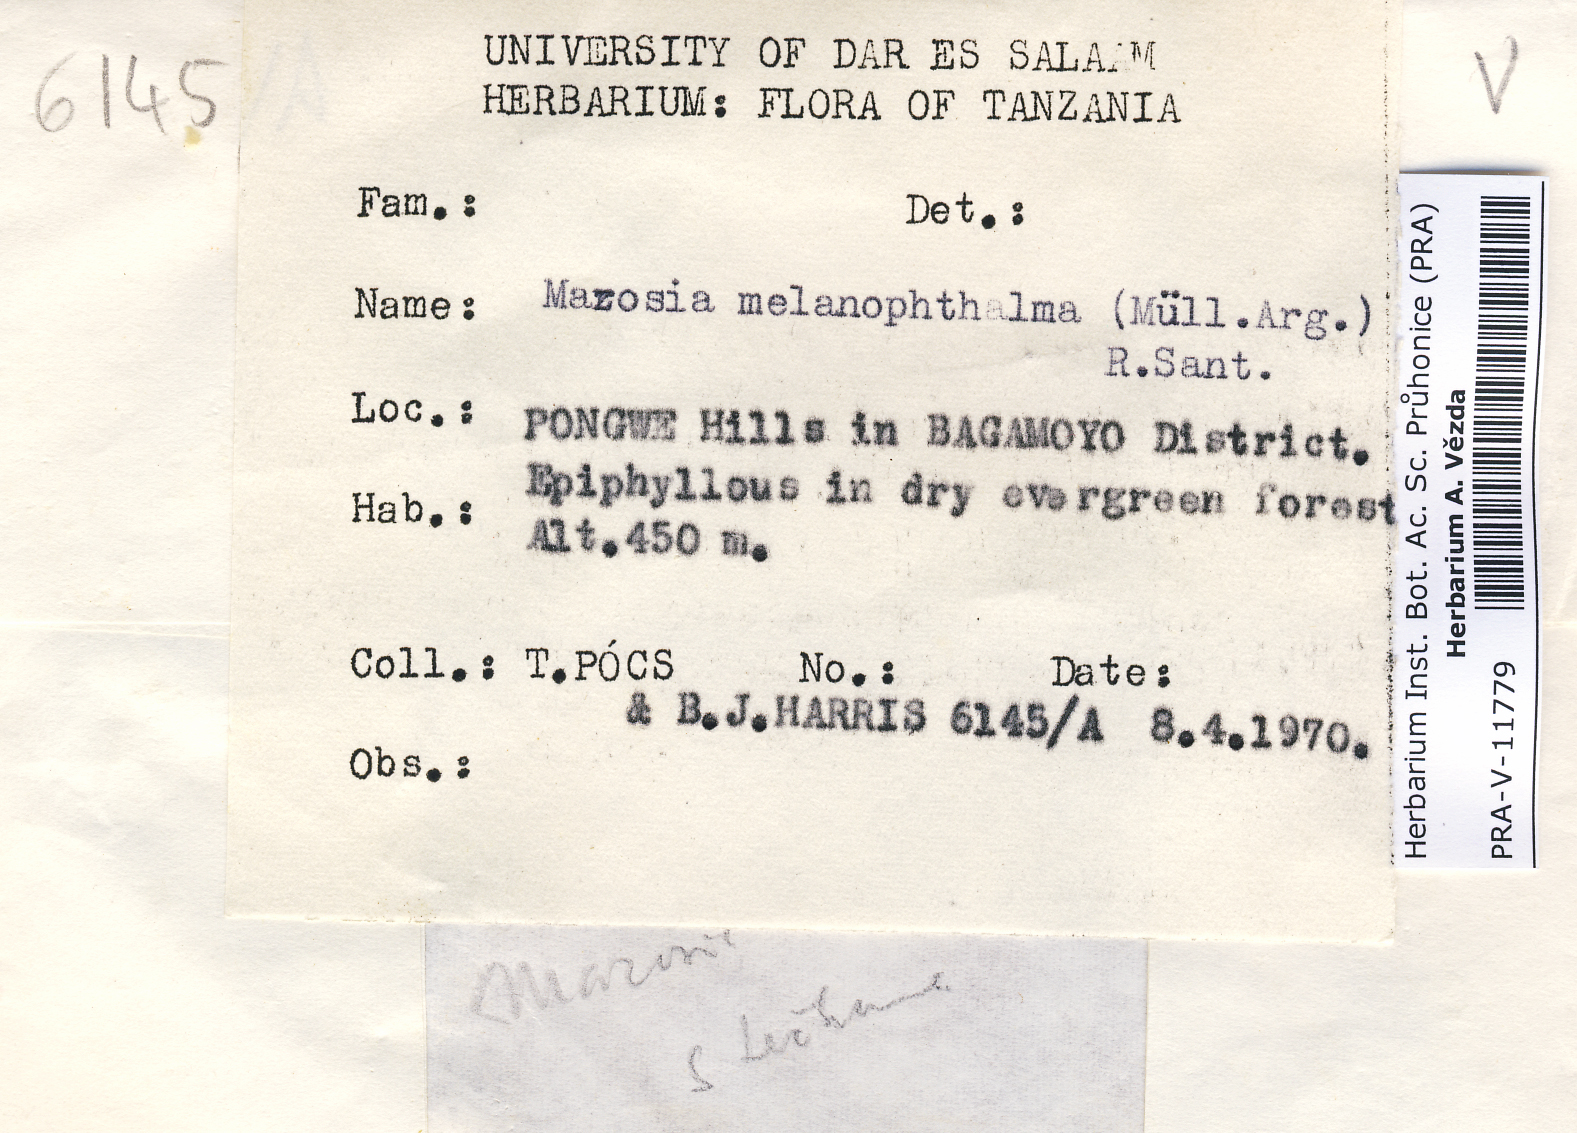 6145/A
V
UNIVERSITY OF DAR ES SALAAM
HERBARIUM: FLORA OF TANZANIA
Fam.: Det.:
Name: Mazosia melanophthalma (Müll.Arg.)
R.Sant.
Loc.: PONGWE Hills in BAGAMOYO District.
Hab.: Epiphyllous in dry evergreen forest
Alt.450 m.
Coll.: T.PÓCS No.: Date:
& B.J.HARRIS 6145/A 8.4.1970.
Obs.:
Herbarium Inst. Bot. Ac. Sc. Průhonice (PRA)
Herbarium A. Vězda
PRA-V-11779
Mazosi
s